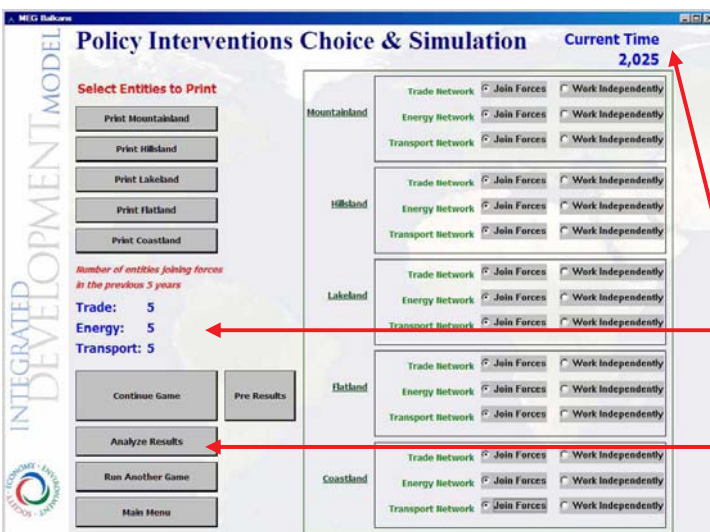 MEG Balkans
Policy Interventions Choice & Simulation
Current Time
2,025
INTEGRATED
DEVELOPMENT MODEL
SOCIETY · ECONOMY · ENVIRONMENT
Select Entities to Print
Print Mountainland
Print Hillsland
Print Lakeland
Print Flatland
Print Coastland
Number of entities joining forces
in the previous 5 years
Trade: 5
Energy: 5
Transport: 5
Continue Game
Pre Results
Analyze Results
Run Another Game
Main Menu
Mountainland
Trade Network Join Forces Work Independently
Energy Network Join Forces Work Independently
Transport Network Join Forces Work Independently
Hillsland
Trade Network Join Forces Work Independently
Energy Network Join Forces Work Independently
Transport Network Join Forces Work Independently
Lakeland
Trade Network Join Forces Work Independently
Energy Network Join Forces Work Independently
Transport Network Join Forces Work Independently
Flatland
Trade Network Join Forces Work Independently
Energy Network Join Forces Work Independently
Transport Network Join Forces Work Independently
Coastland
Trade Network Join Forces Work Independently
Energy Network Join Forces Work Independently
Transport Network Join Forces Work Independently